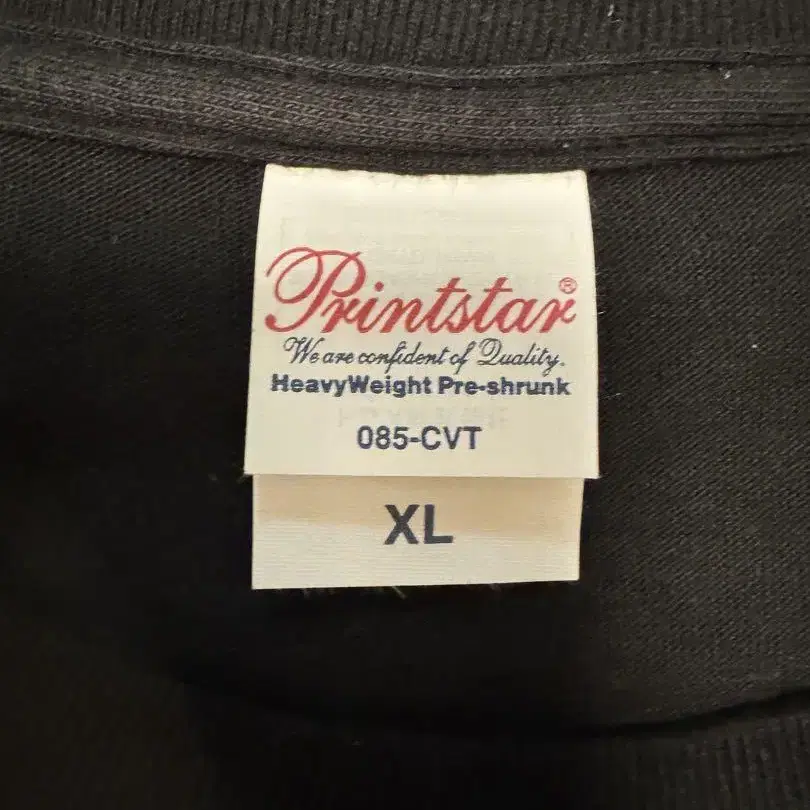 Printstar®
We are confident of Quality.
HeavyWeight Pre-shrunk
085-CVT
XL